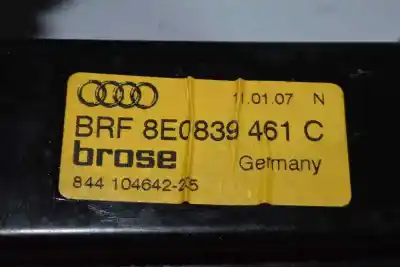 11.01.07 N
BRF 8E0839 461 C
brose Germany
844 104642-25